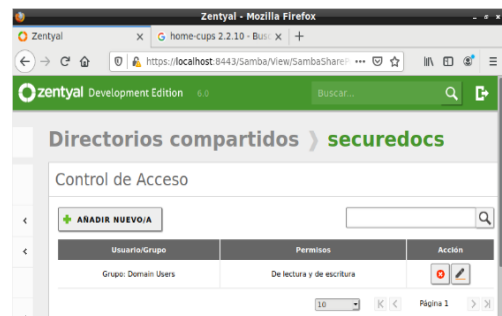 Zentyal - Mozilla Firefox
Zentyal
home-cups 2.2.10 - Busc
https://localhost:8443/Samba/View/SambaShareP
zentyal Development Edition 6.0
Buscar...
Directorios compartidos securedocs
Control de Acceso
AÑADIR NUEVO/A
Usuario/Grupo Permisos Acción
Grupo: Domain Users De lectura y de escritura
10 Página 1